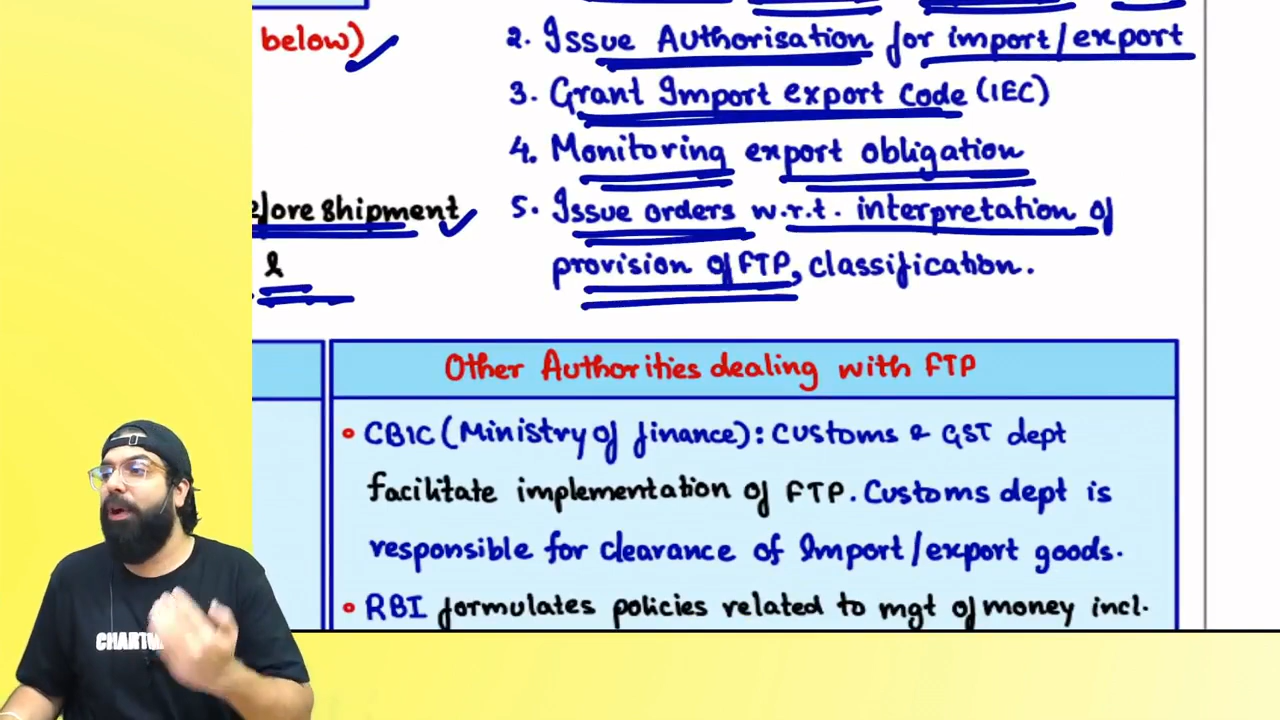 below)
2. Issue Authorisation for import/export
3. Grant Import export code (IEC)
4. Monitoring export obligation
before shipment
5. Issue orders w.r.t. interpretation of
&
provision of FTP, classification.
Other Authorities dealing with FTP
• CBIC (Ministry of finance): Customs & GST dept
facilitate implementation of FTP. Customs dept is
responsible for clearance of Import/export goods.
• RBI formulates policies related to mgt of money incl.